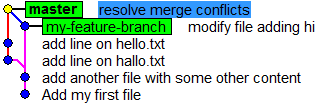 master resolve merge conflicts
my-feature-branch modify file adding hi
add line on hello.txt
add line on hallo.txt
add another file with some other content
Add my first file